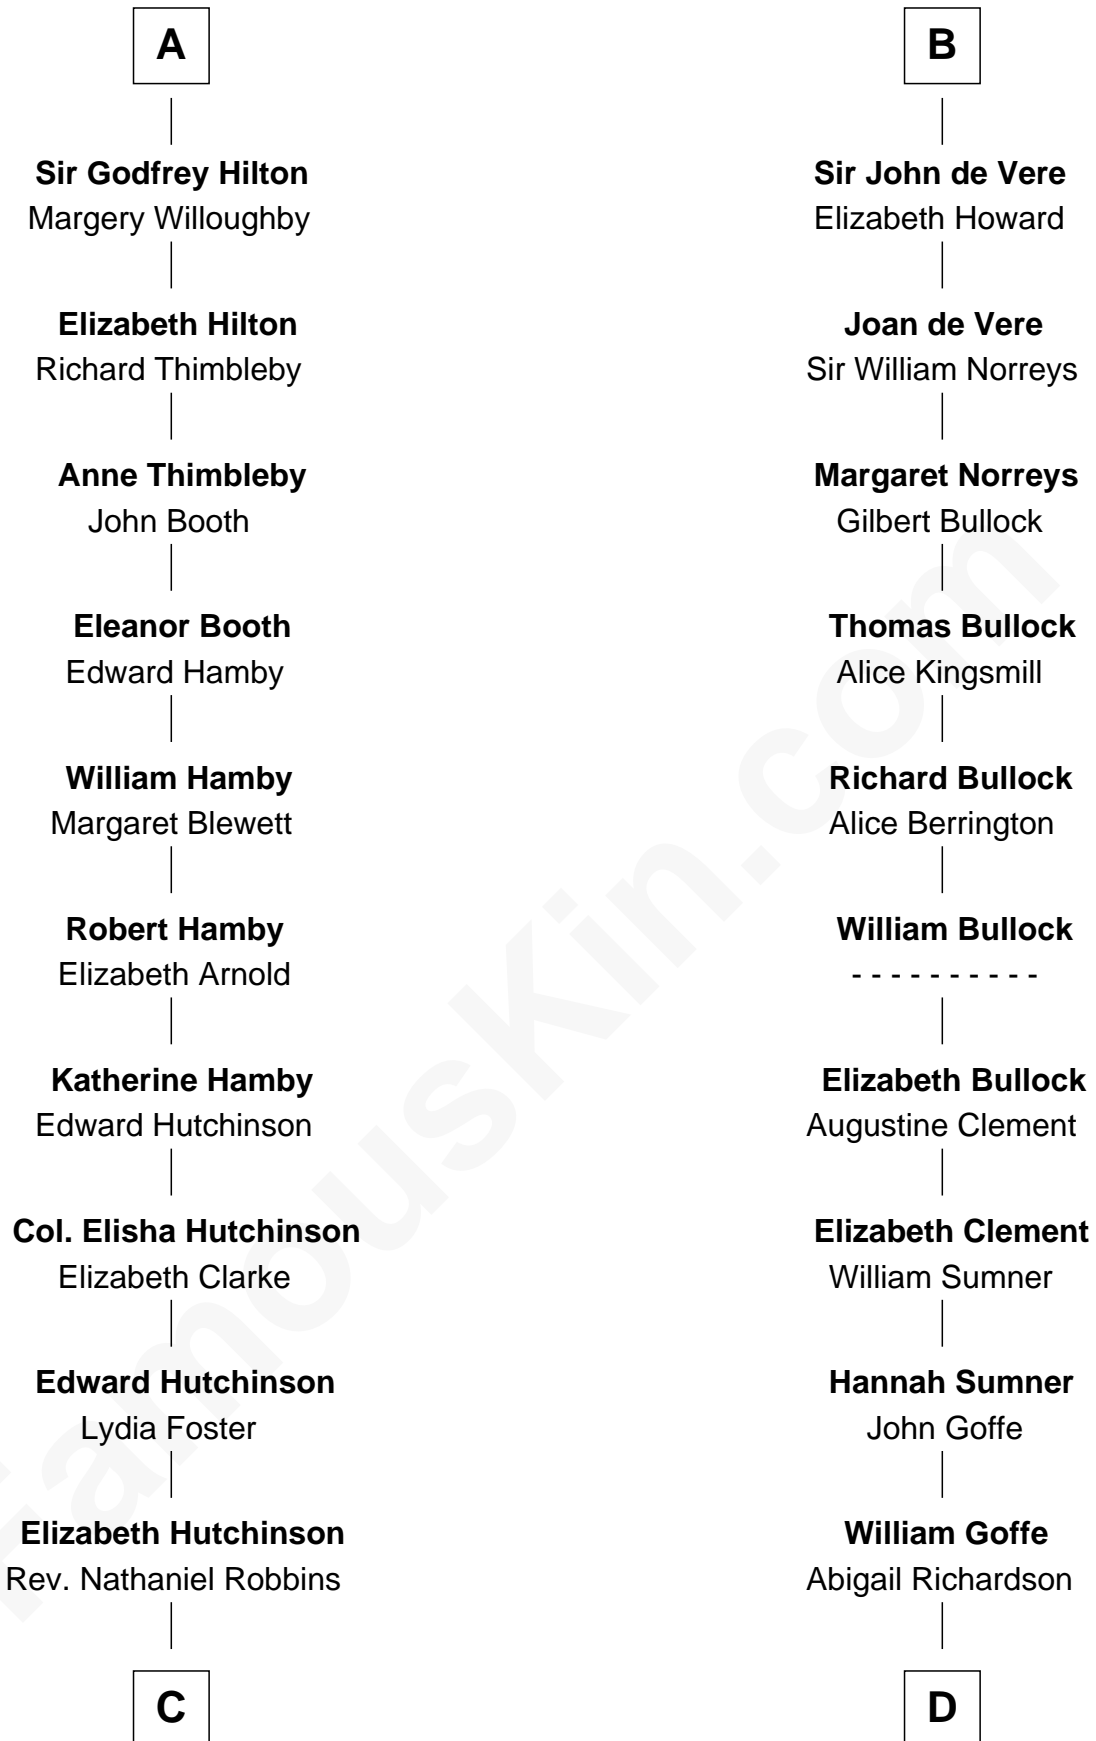 A
Sir Godfrey Hilton
Margery Willoughby
Elizabeth Hilton
Richard Thimbleby
Anne Thimbleby
John Booth
Eleanor Booth
Edward Hamby
William Hamby
Margaret Blewett
Robert Hamby
Elizabeth Arnold
Katherine Hamby
Edward Hutchinson
Col. Elisha Hutchinson
Elizabeth Clarke
Edward Hutchinson
Lydia Foster
Elizabeth Hutchinson
Rev. Nathaniel Robbins
C
B
Sir John de Vere
Elizabeth Howard
Joan de Vere
Sir William Norreys
Margaret Norreys
Gilbert Bullock
Thomas Bullock
Alice Kingsmill
Richard Bullock
Alice Berrington
William Bullock
- - - - - - - - - -
Elizabeth Bullock
Augustine Clement
Elizabeth Clement
William Sumner
Hannah Sumner
John Goffe
William Goffe
Abigail Richardson
D
FamousKin.com